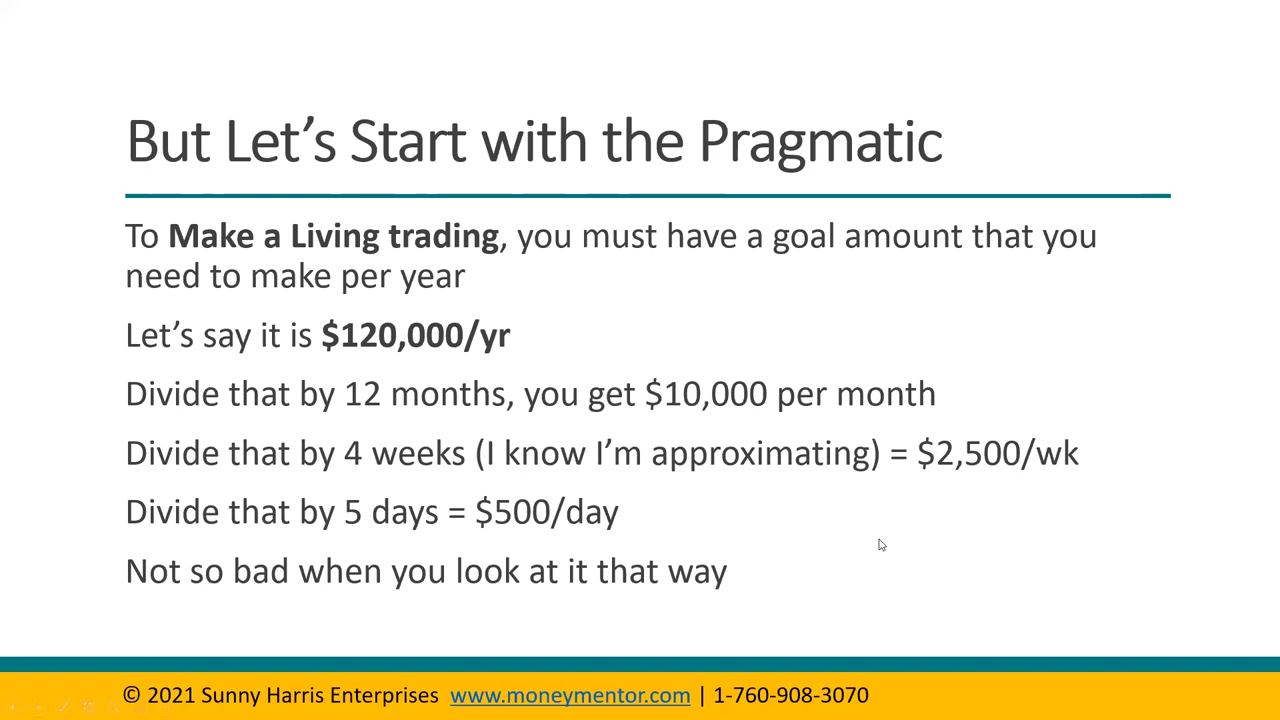 But Let’s Start with the Pragmatic
To Make a Living trading, you must have a goal amount that you
need to make per year
Let’s say it is $120,000/yr
Divide that by 12 months, you get $10,000 per month
Divide that by 4 weeks (I know I’m approximating) = $2,500/wk
Divide that by 5 days = $500/day
Not so bad when you look at it that way
© 2021 Sunny Harris Enterprises www.moneymentor.com | 1-760-908-3070